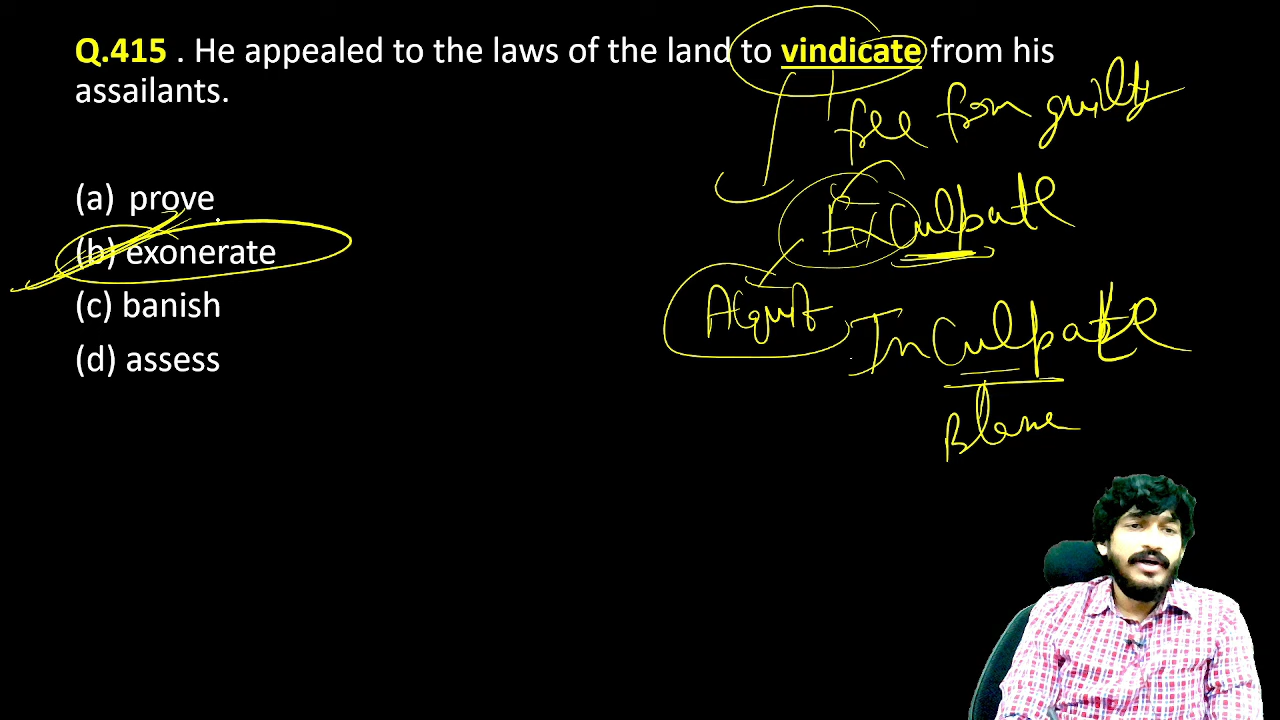 Q.415 . He appealed to the laws of the land to vindicate from his
assailants.
free from guilty
(a) prove
Exculpate
(b) exonerate
(c) banish
Acquit
Inculpate
(d) assess
Blame